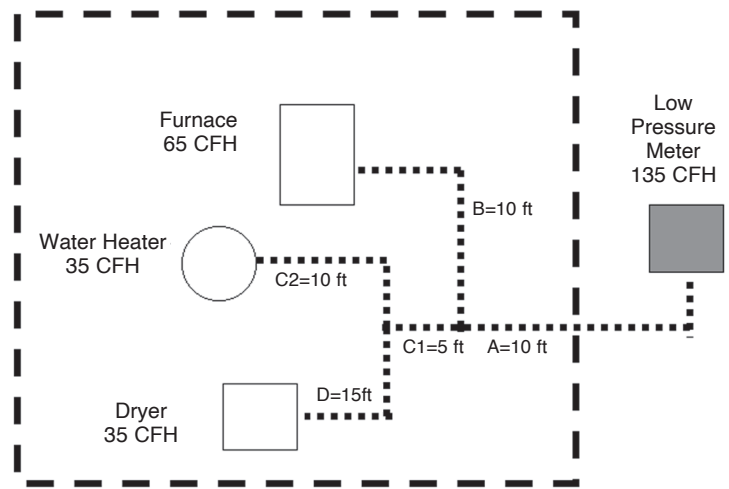 Furnace
65 CFH
Low
Pressure
Meter
135 CFH
B=10 ft
Water Heater
35 CFH
C2=10 ft
C1=5 ft
A=10 ft
D=15ft
Dryer
35 CFH